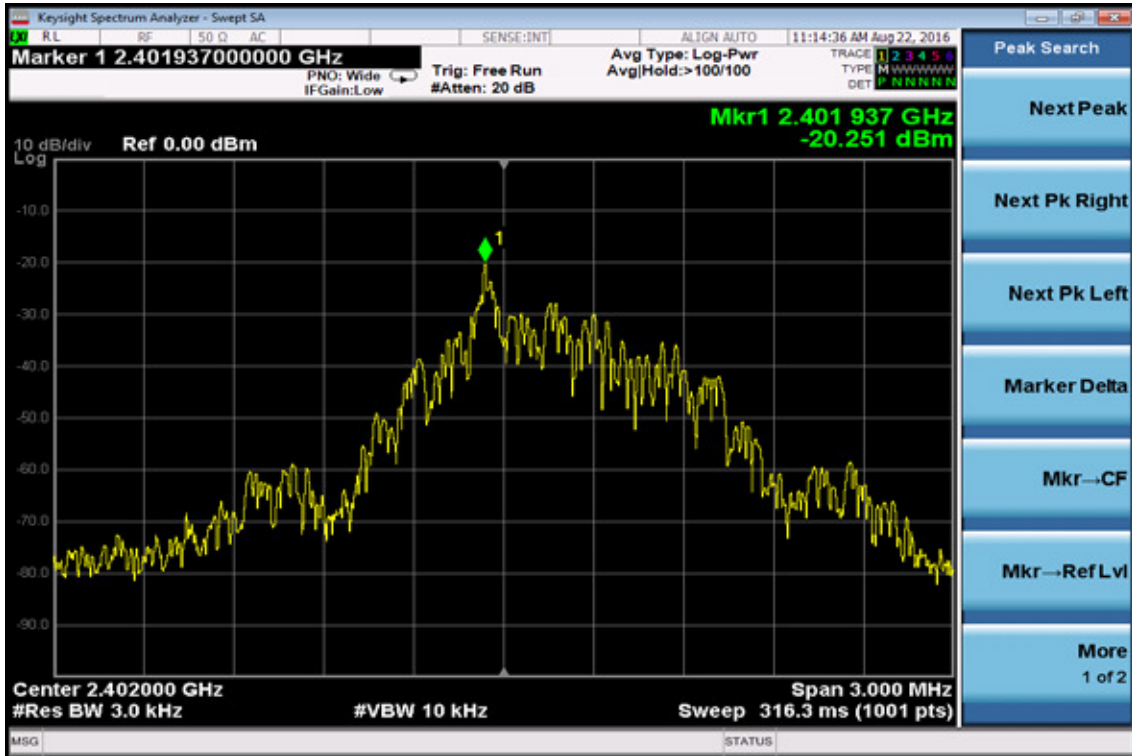 Keysight Spectrum Analyzer - Swept SA
RL RF 50 Ω AC SENSE:INT ALIGN AUTO 11:14:36 AM Aug 22, 2016
Marker 1 2.401937000000 GHz
PNO: Wide
IFGain:Low
Trig: Free Run
#Atten: 20 dB
Avg Type: Log-Pwr
Avg|Hold:>100/100
TRACE 1 2 3 4 5 6
TYPE M W W W W W
DET P N N N N N
Mkr1 2.401 937 GHz
-20.251 dBm
10 dB/div Ref 0.00 dBm
Log
1
-10.0
-20.0
-30.0
-40.0
-50.0
-60.0
-70.0
-80.0
-90.0
Center 2.402000 GHz
Span 3.000 MHz
#Res BW 3.0 kHz
#VBW 10 kHz
Sweep 316.3 ms (1001 pts)
MSG
STATUS
Peak Search
Next Peak
Next Pk Right
Next Pk Left
Marker Delta
Mkr→CF
Mkr→Ref Lvl
More
1 of 2